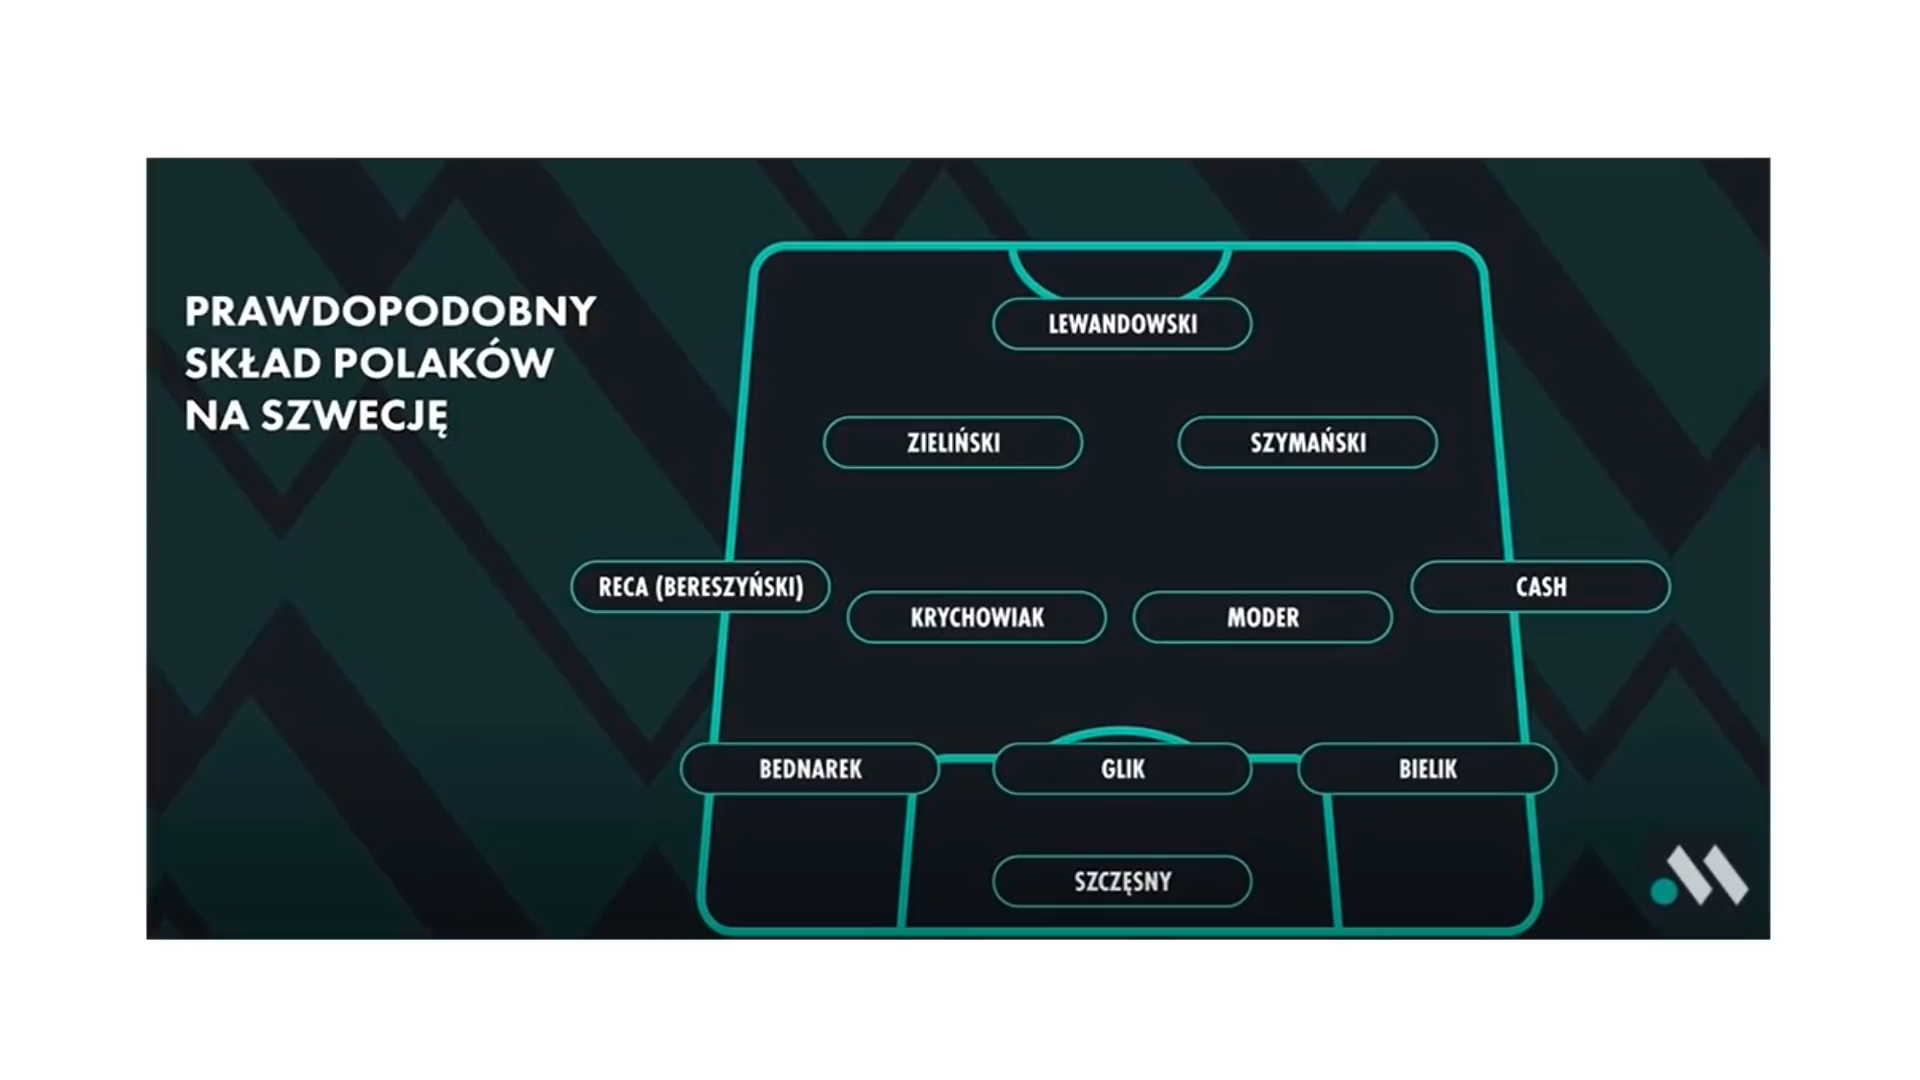 PRAWDOPODOBNY
SKŁAD POLAKÓW
NA SZWECJĘ
LEWANDOWSKI
ZIELIŃSKI
SZYMAŃSKI
RECA (BERESZYŃSKI)
KRYCHOWIAK
MODER
CASH
BEDNAREK
GLIK
BIELIK
SZCZĘSNY